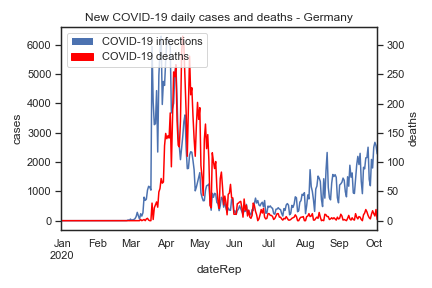 New COVID-19 daily cases and deaths - Germany
COVID-19 infections
COVID-19 deaths
6000
5000
4000
3000
2000
1000
0
cases
300
250
200
150
100
50
0
deaths
Jan Feb Mar Apr May Jun Jul Aug Sep Oct
2020
dateRep